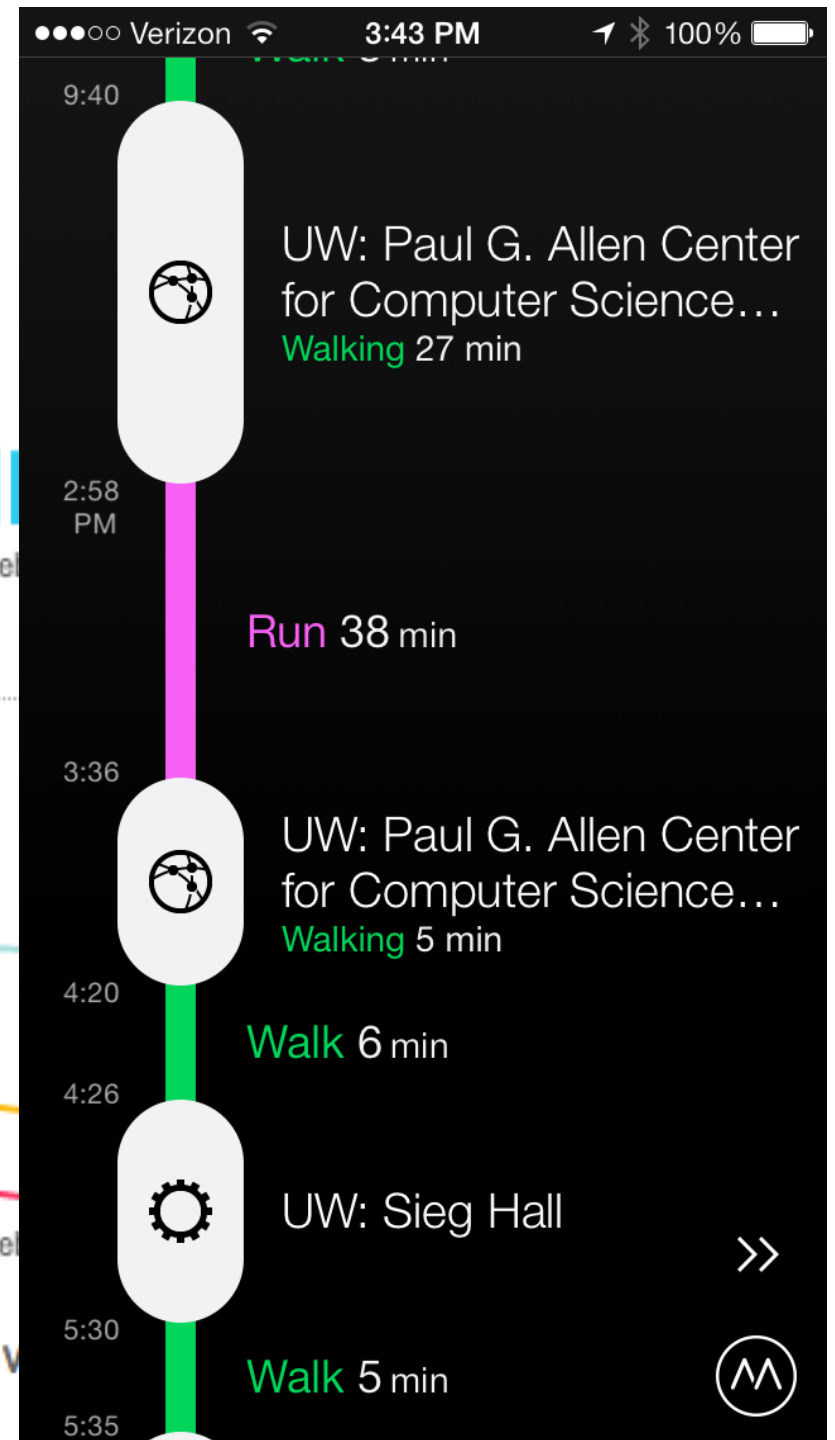 Verizon 3:43 PM 100%
9:40
UW: Paul G. Allen Center
for Computer Science...
Walking 27 min
2:58
PM
Run 38 min
3:36
UW: Paul G. Allen Center
for Computer Science...
Walking 5 min
4:20
Walk 6 min
4:26
UW: Sieg Hall
5:30
Walk 5 min
5:35